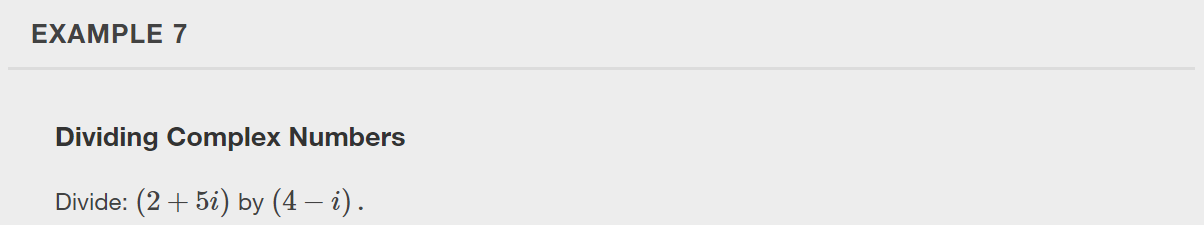 EXAMPLE 7
Dividing Complex Numbers
Divide: (2 + 5i) by (4 − i).